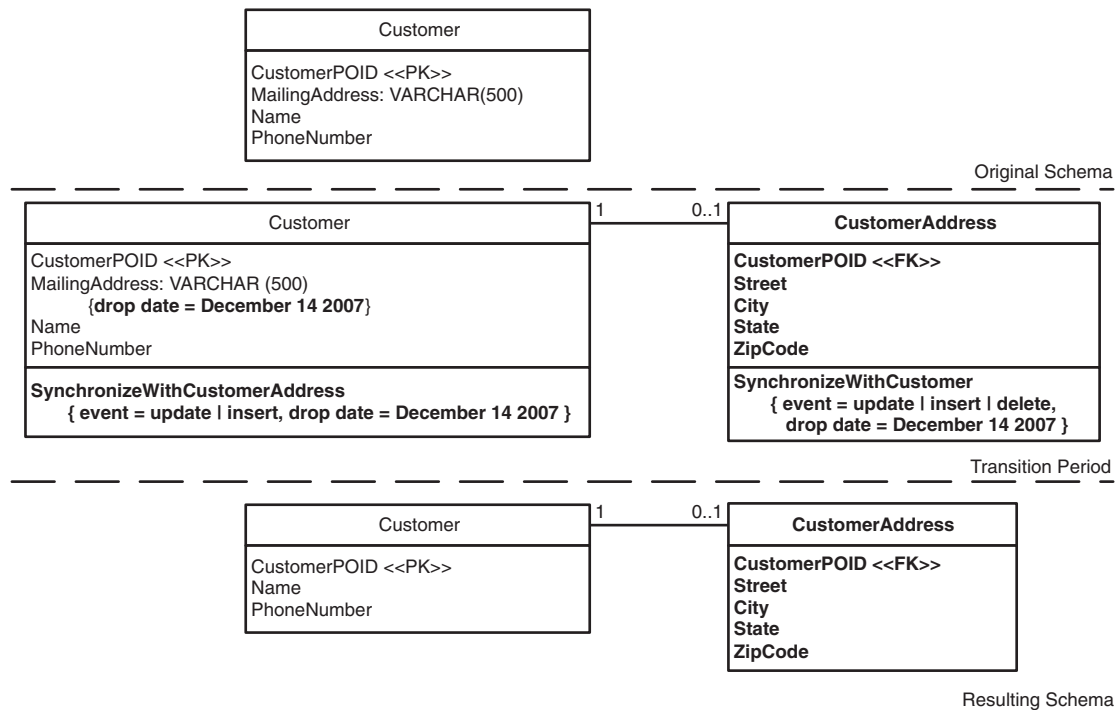 Customer
CustomerPOID <<PK>>
MailingAddress: VARCHAR(500)
Name
PhoneNumber
Original Schema
Customer
CustomerPOID <<PK>>
MailingAddress: VARCHAR (500)
{drop date = December 14 2007}
Name
PhoneNumber
SynchronizeWithCustomerAddress
{ event = update | insert, drop date = December 14 2007 }
1
0..1
CustomerAddress
CustomerPOID <<FK>>
Street
City
State
ZipCode
SynchronizeWithCustomer
{ event = update | insert | delete,
drop date = December 14 2007 }
Transition Period
Customer
CustomerPOID <<PK>>
Name
PhoneNumber
1
0..1
CustomerAddress
CustomerPOID <<FK>>
Street
City
State
ZipCode
Resulting Schema